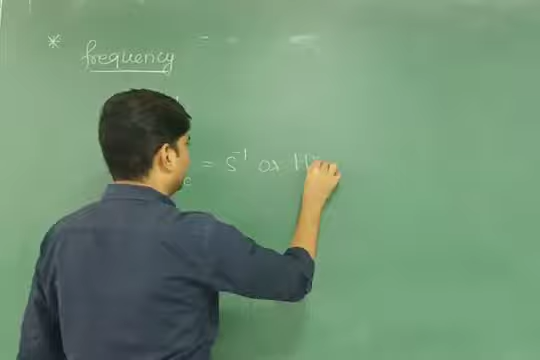 * frequency
= S⁻¹ or H